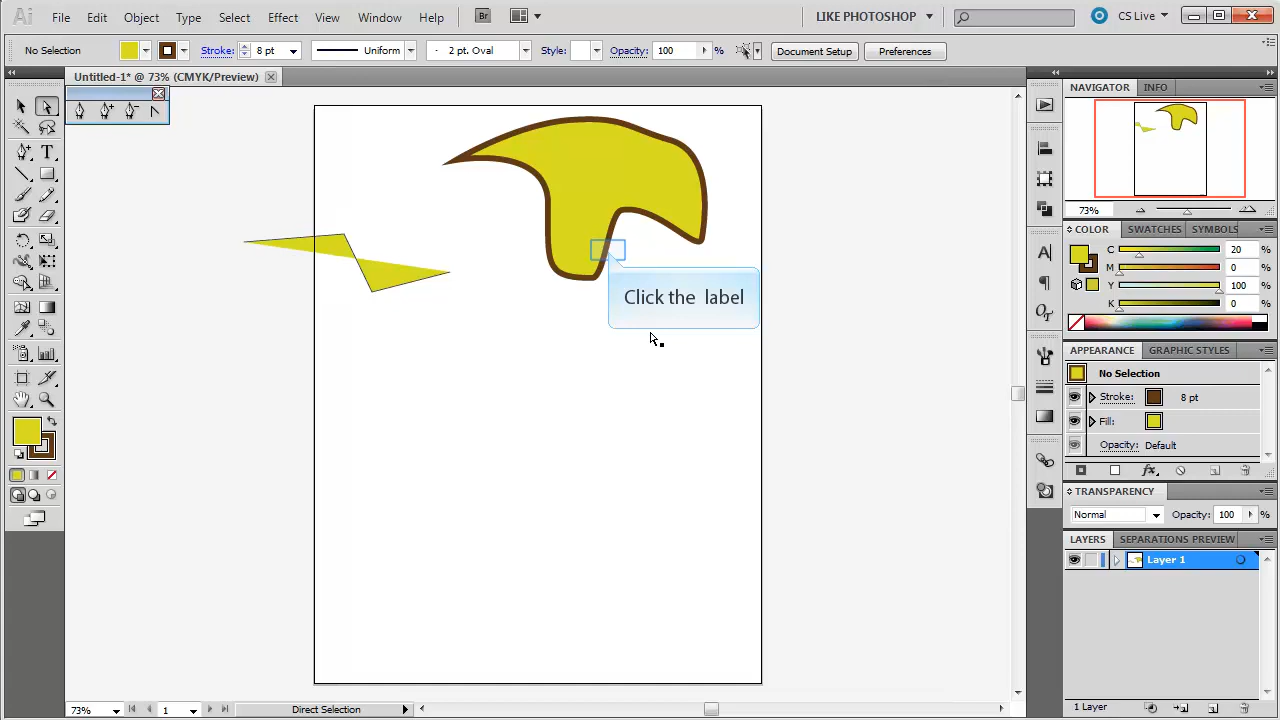 Ai File Edit Object Type Select Effect View Window Help Br LIKE PHOTOSHOP CS Live
No Selection Stroke: 8 pt Uniform 2 pt. Oval Style: Opacity: 100 % Document Setup Preferences
Untitled-1* @ 73% (CMYK/Preview)
NAVIGATOR INFO
73%
COLOR SWATCHES SYMBOLS
C 20
M 0
Y 100
K 0
Click the label
APPEARANCE GRAPHIC STYLES
No Selection
Stroke: 8 pt
Fill:
Opacity: Default
fx
TRANSPARENCY
Normal Opacity: 100 %
LAYERS SEPARATIONS PREVIEW
Layer 1
1 Layer
73% 1 Direct Selection